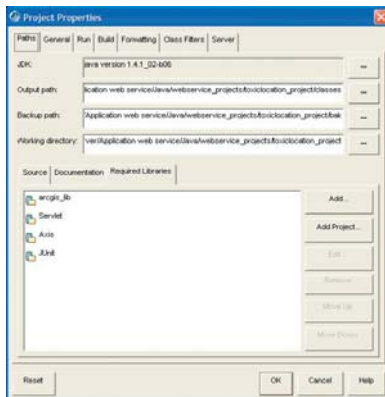 Project Properties
Paths General Run Build Formatting Class Filters Server
JDK: java version 1.4.1_02-b06 ...
Output path: lication web service/Java/webservice_projects/toxiclocation_project/classes ...
Backup path: 'Application web service/Java/webservice_projects/toxiclocation_project/bak ...
Working directory: 'ver/Application web service/Java/webservice_projects/toxiclocation_project ...
Source Documentation Required Libraries
arcgis_lib
Servlet
Axis
JUnit
Add...
Add Project...
Edit
Remove
Move Up
Move Down
Reset OK Cancel Help